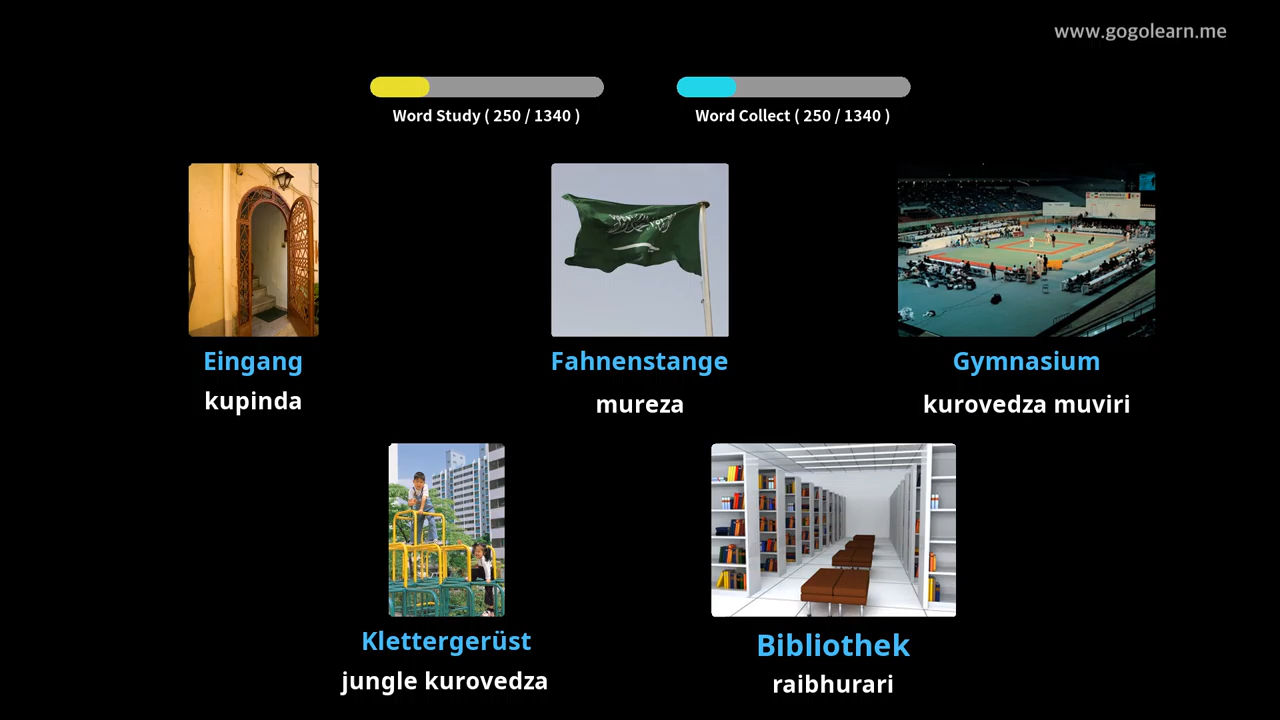 www.gogolearn.me
Word Study ( 250 / 1340 )
Word Collect ( 250 / 1340 )
Eingang
kupinda
Fahnenstange
mureza
Gymnasium
kurovedza muviri
Klettergerüst
jungle kurovedza
Bibliothek
raibhurari